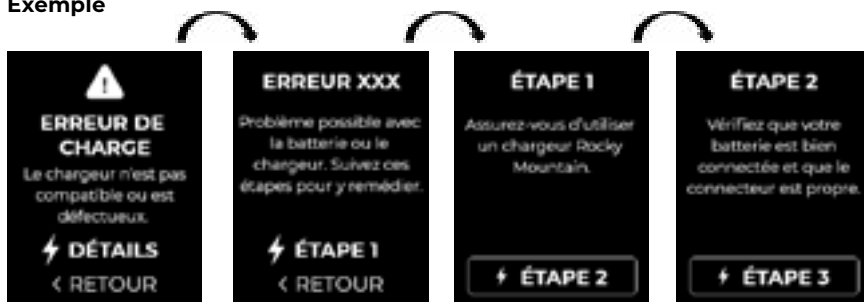 Exemple
ERREUR DE
CHARGE
Le chargeur n'est pas
compatible ou est
défectueux.
DÉTAILS
< RETOUR
ERREUR XXX
Problème possible avec
la batterie ou le
chargeur. Suivez ces
étapes pour y remédier.
ÉTAPE 1
< RETOUR
ÉTAPE 1
Assurez-vous d'utiliser
un chargeur Rocky
Mountain.
ÉTAPE 2
ÉTAPE 2
Vérifiez que votre
batterie est bien
connectée et que le
connecteur est propre.
ÉTAPE 3